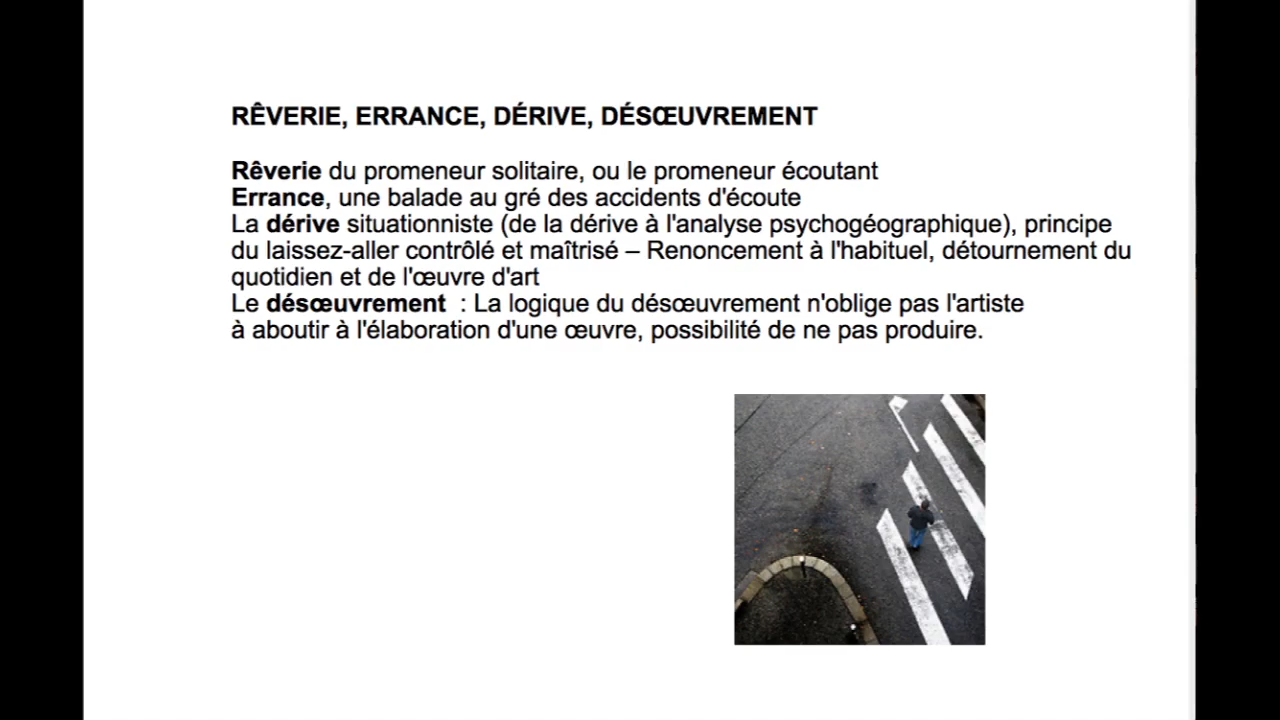 RÊVERIE, ERRANCE, DÉRIVE, DÉSŒUVREMENT
Rêverie du promeneur solitaire, ou le promeneur écoutant
Errance, une balade au gré des accidents d'écoute
La dérive situationniste (de la dérive à l'analyse psychogéographique), principe
du laissez-aller contrôlé et maîtrisé – Renoncement à l'habituel, détournement du
quotidien et de l'œuvre d'art
Le désœuvrement : La logique du désœuvrement n'oblige pas l'artiste
à aboutir à l'élaboration d'une œuvre, possibilité de ne pas produire.